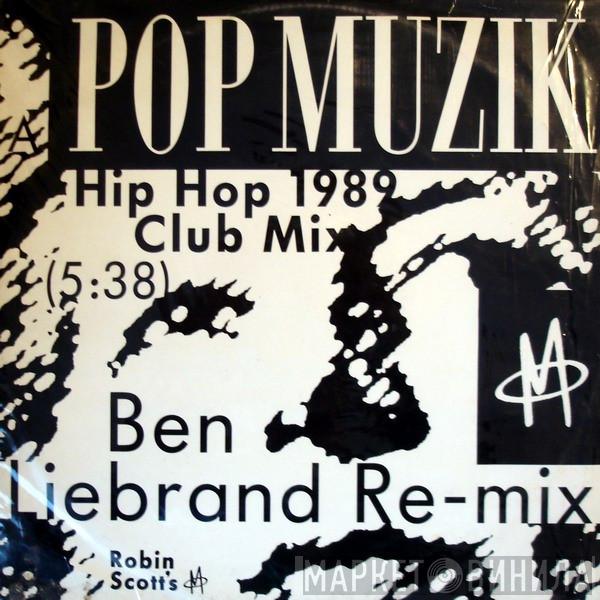 A
POP MUZIK
Hip Hop 1989
Club Mix
(5:38)
M
Ben
Liebrand Re-mix
Robin
Scott's M
МАРКЕТ ВИНИЛА